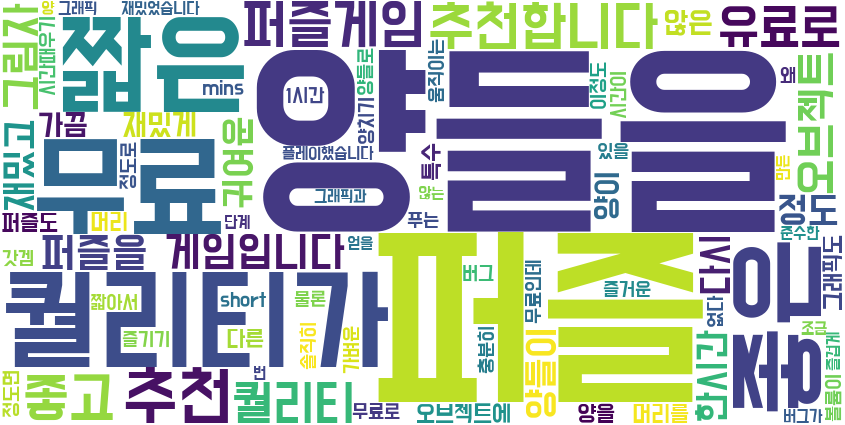 양
그래픽
재밌었습니다
그림자
시간때우기
짧은
퍼즐게임
추천합니다
않은
유료로
mins
1시간
양들을
양들로
양치기
움직이는
이정도
시간이
왜
오브젝트
재밌고
가끔
재밌게
무료
정도로
귀여운
플레이했습니다
특수
있을
만든
그래픽과
않는
양이
정도
준수한
퍼즐도
머리
단계
푸는
갓겜
퍼즐을
게임입니다
얻을
퍼즐
다시
좋은
그래픽도
퀄리티가
짧아서
short
물론
버그
무료인데
즐거운
없다
즐기기
다른
솔직히
가벼운
충분히
양들이
한시간
조금
즐겁게
정도면
좋고
추천
번
퀄리티
무료로
오브젝트에
양을
머리를
버그가
볼륨이